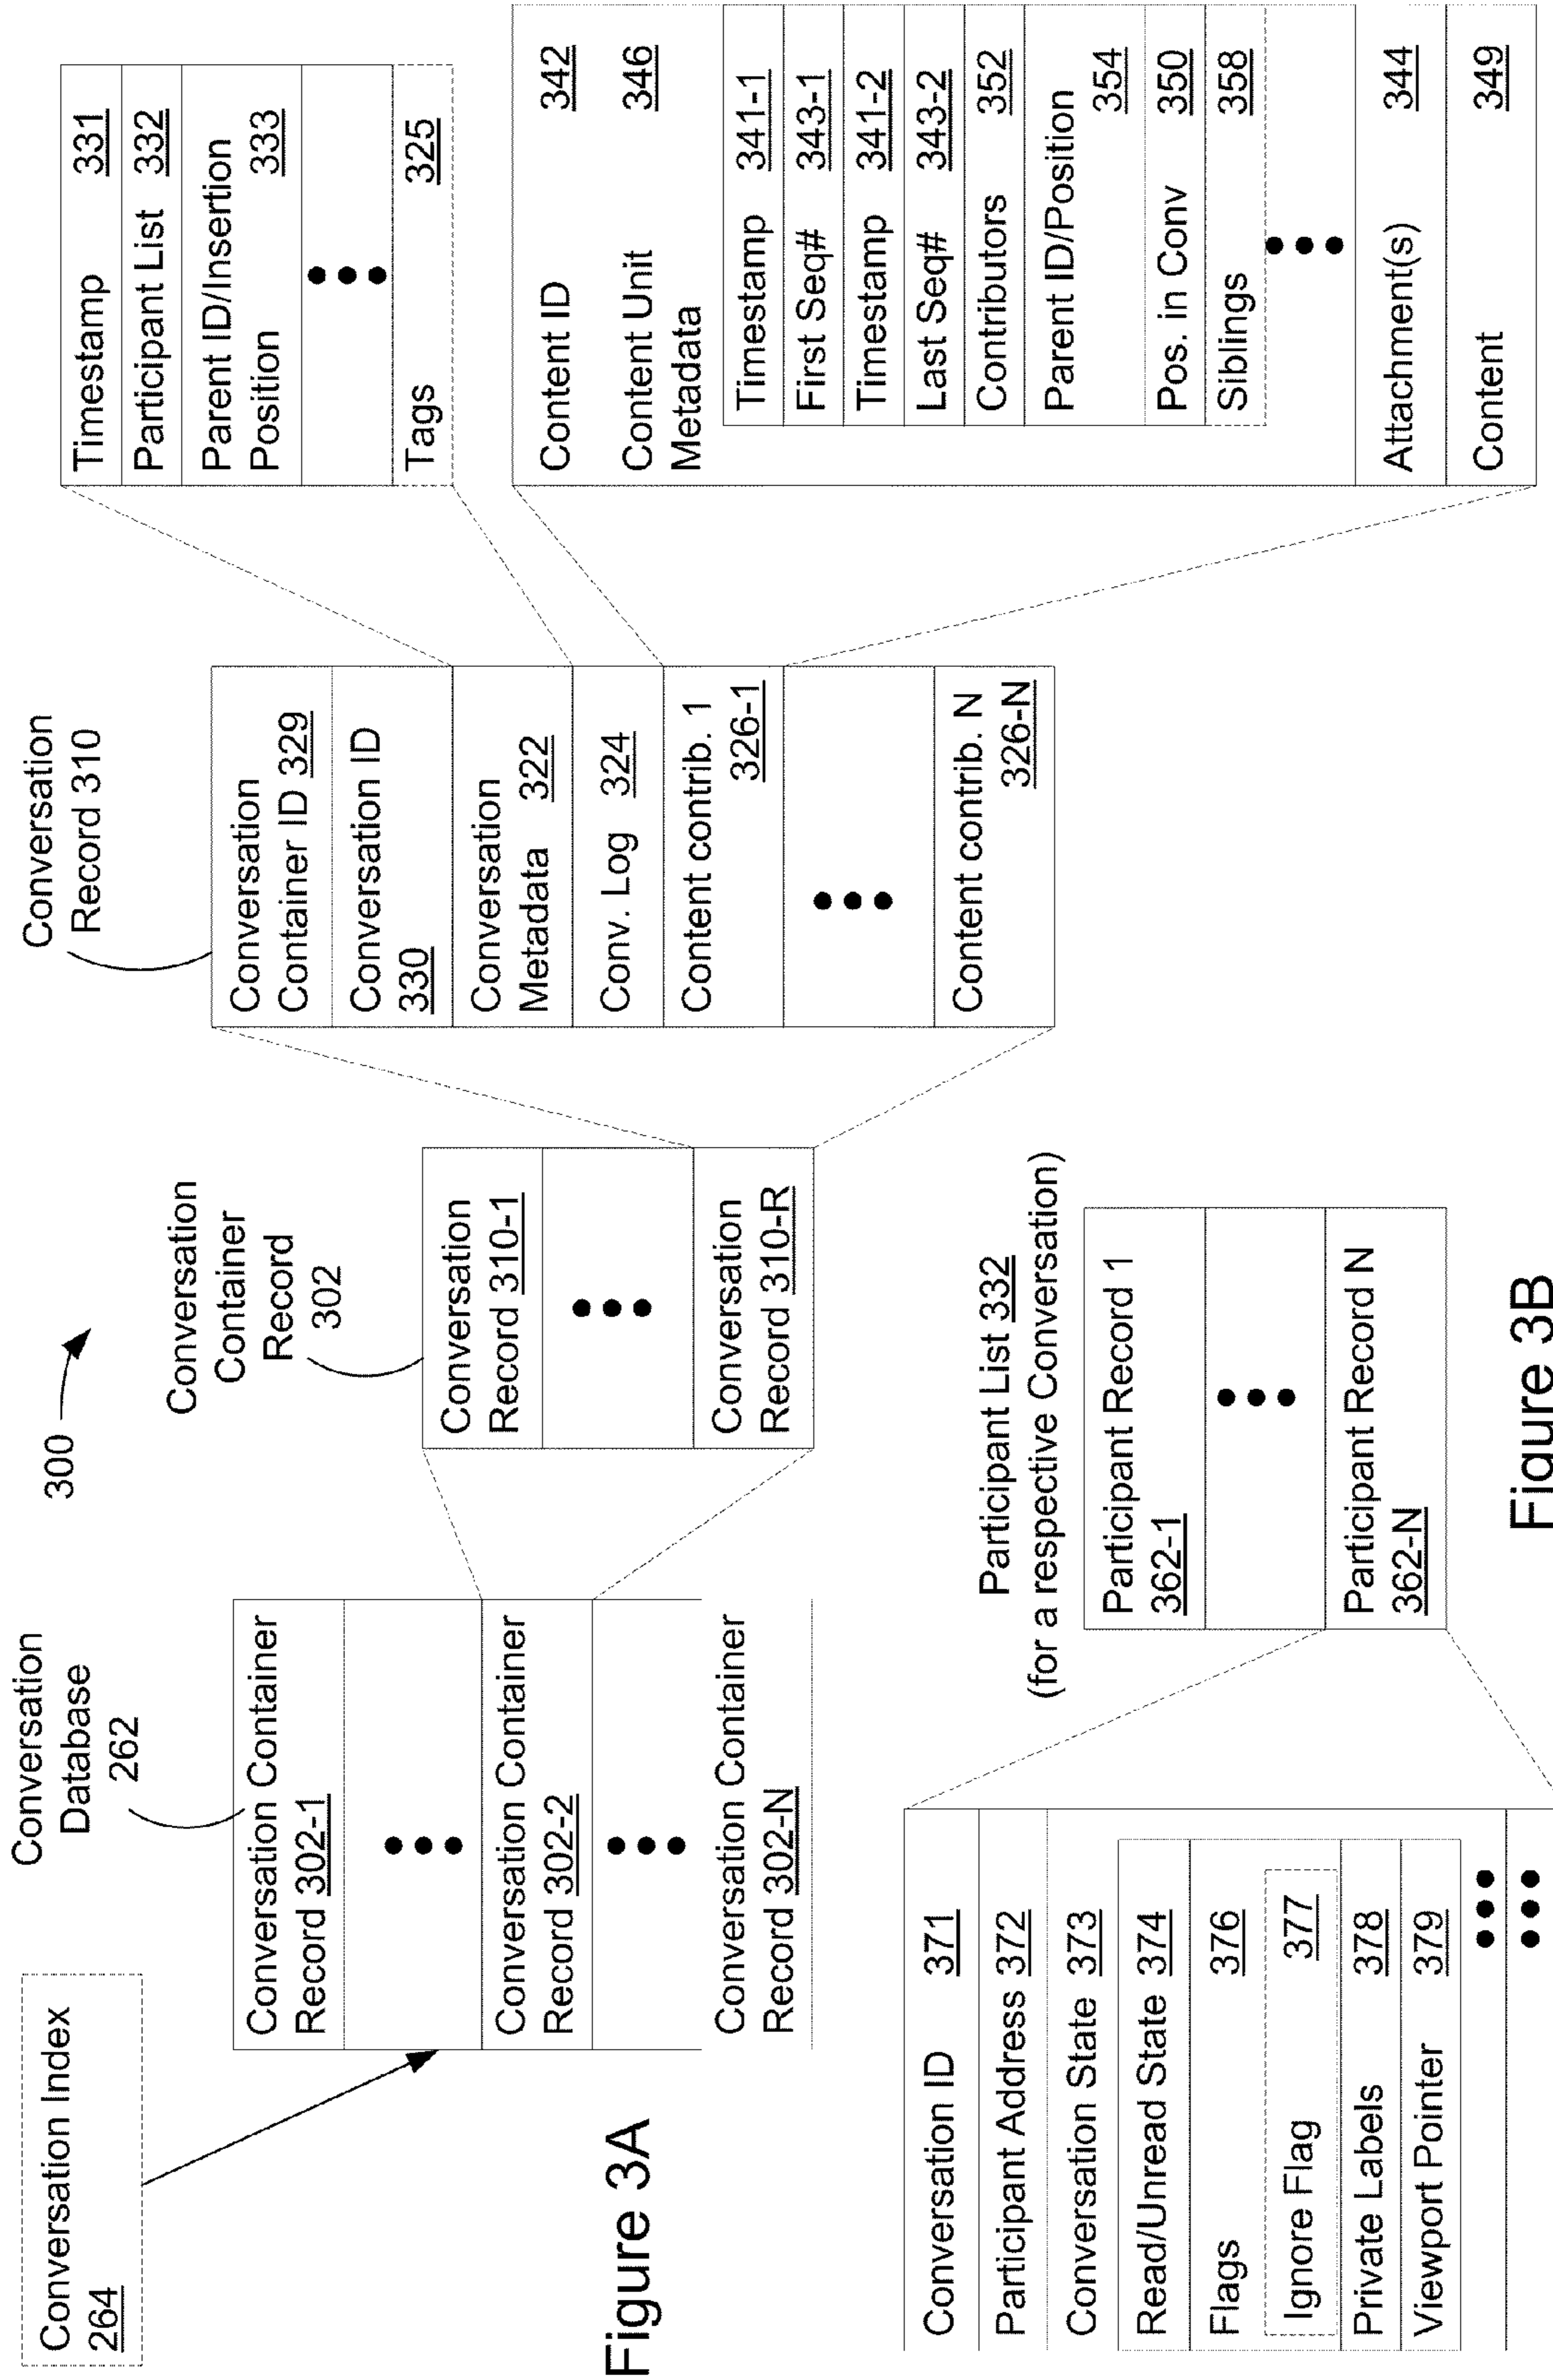 300
Conversation Index
264
Conversation
Database
262
Conversation Container
Record 302-1
Conversation Container
Record 302-2
Conversation Container
Record 302-N
Conversation
Container
Record
302
Conversation
Record 310-1
Conversation
Record 310-R
Conversation
Record 310
Conversation
Container ID 329
Conversation ID
330
Conversation
Metadata 322
Conv. Log 324
Content contrib. 1
326-1
Content contrib. N
326-N
Timestamp 331
Participant List 332
Parent ID/Insertion
Position 333
Tags 325
Content ID 342
Content Unit 346
Metadata
Timestamp 341-1
First Seq# 343-1
Timestamp 341-2
Last Seq# 343-2
Contributors 352
Parent ID/Position
354
Pos. in Conv 350
Siblings 358
Attachment(s) 344
Content 349
Figure 3A
Participant List 332
(for a respective Conversation)
Participant Record 1
362-1
Participant Record N
362-N
Conversation ID 371
Participant Address 372
Conversation State 373
Read/Unread State 374
Flags 376
Ignore Flag 377
Private Labels 378
Viewport Pointer 379
Figure 3B